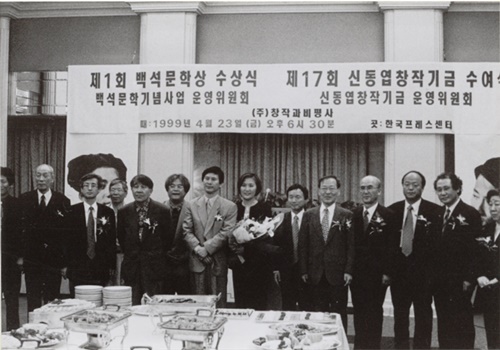 제1회 백석문학상 수상식
제17회 신동엽창작기금 수여식
백석문학기념사업 운영위원회
신동엽창작기금 운영위원회
(주)창작과비평사
때:1999년 4월 23일(금) 오후 6시 30분
곳:한국프레스센터